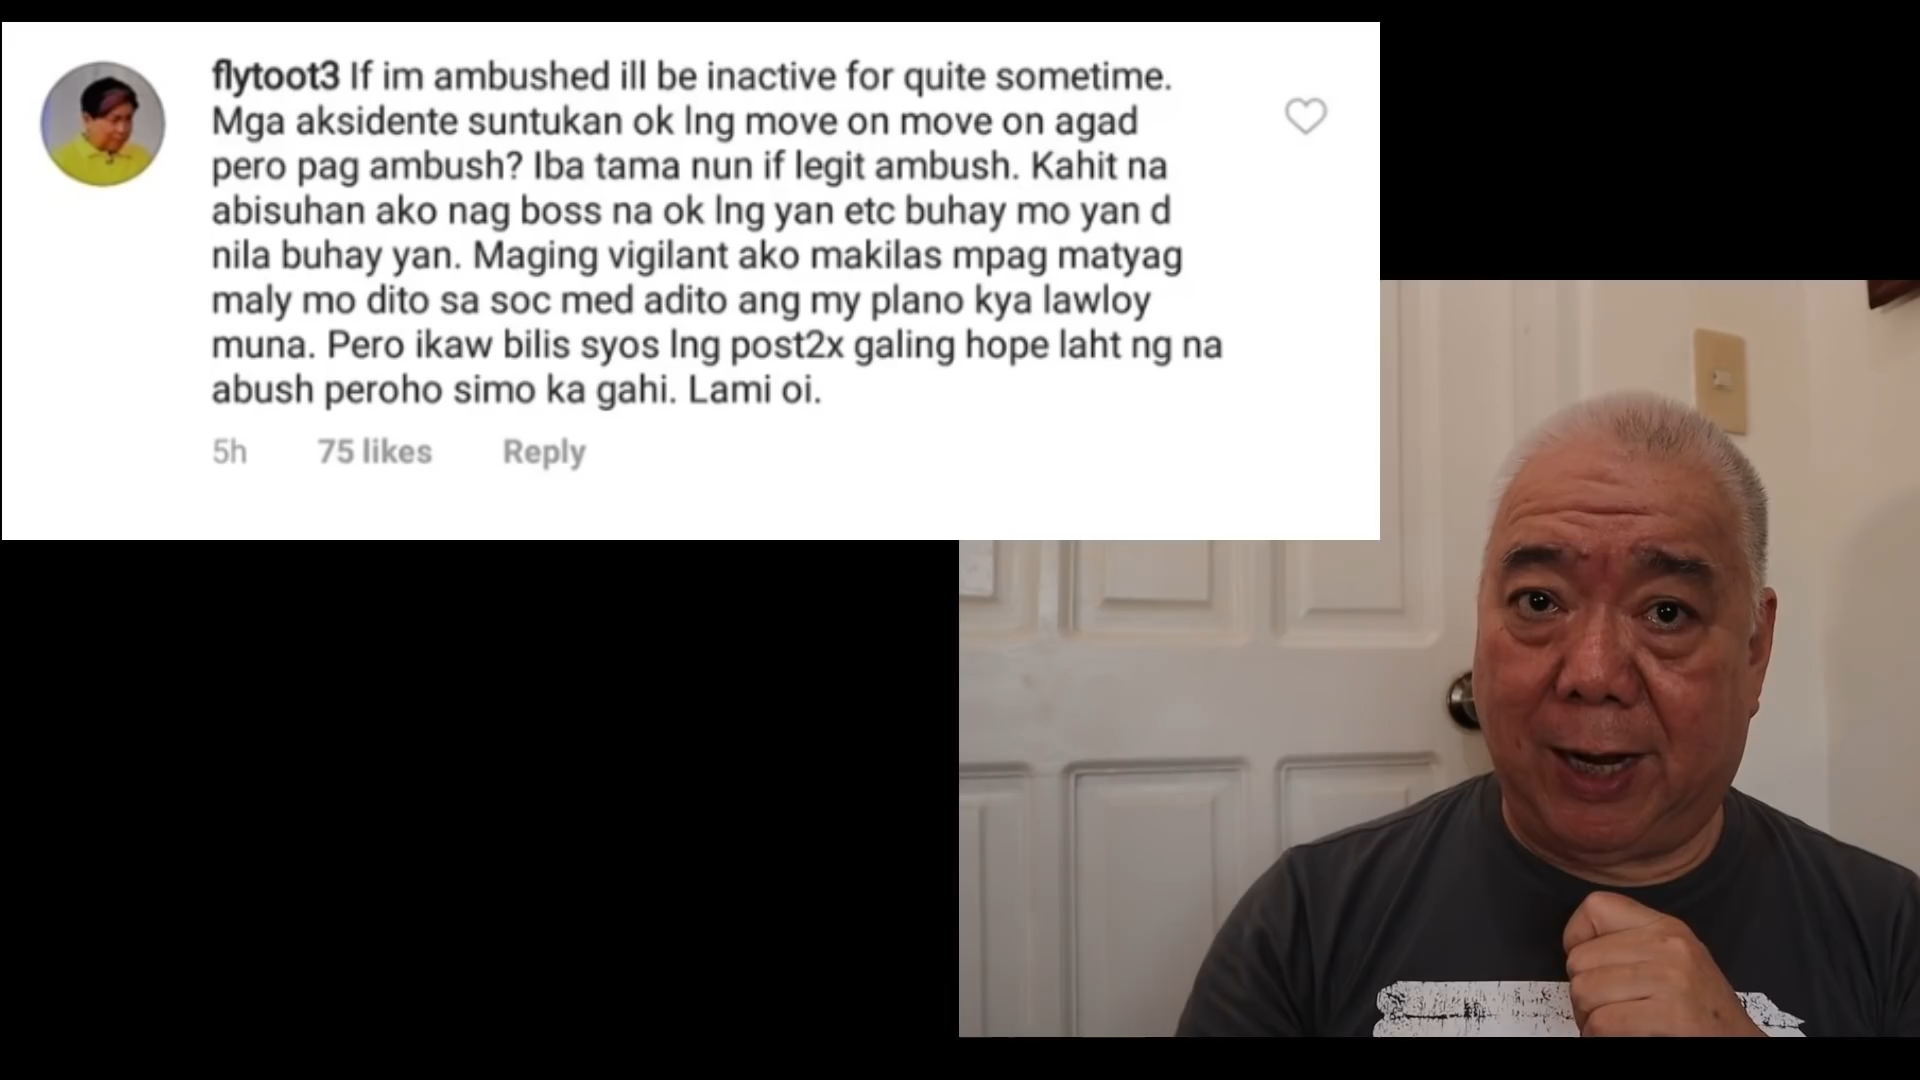 flytoot3 If im ambushed ill be inactive for quite sometime.
Mga aksidente suntukan ok lng move on move on agad
pero pag ambush? Iba tama nun if legit ambush. Kahit na
abisuhan ako nag boss na ok lng yan etc buhay mo yan d
nila buhay yan. Maging vigilant ako makilas mpag matyag
maly mo dito sa soc med adito ang my plano kya lawloy
muna. Pero ikaw bilis syos lng post2x galing hope laht ng na
abush peroho simo ka gahi. Lami oi.
5h 75 likes Reply